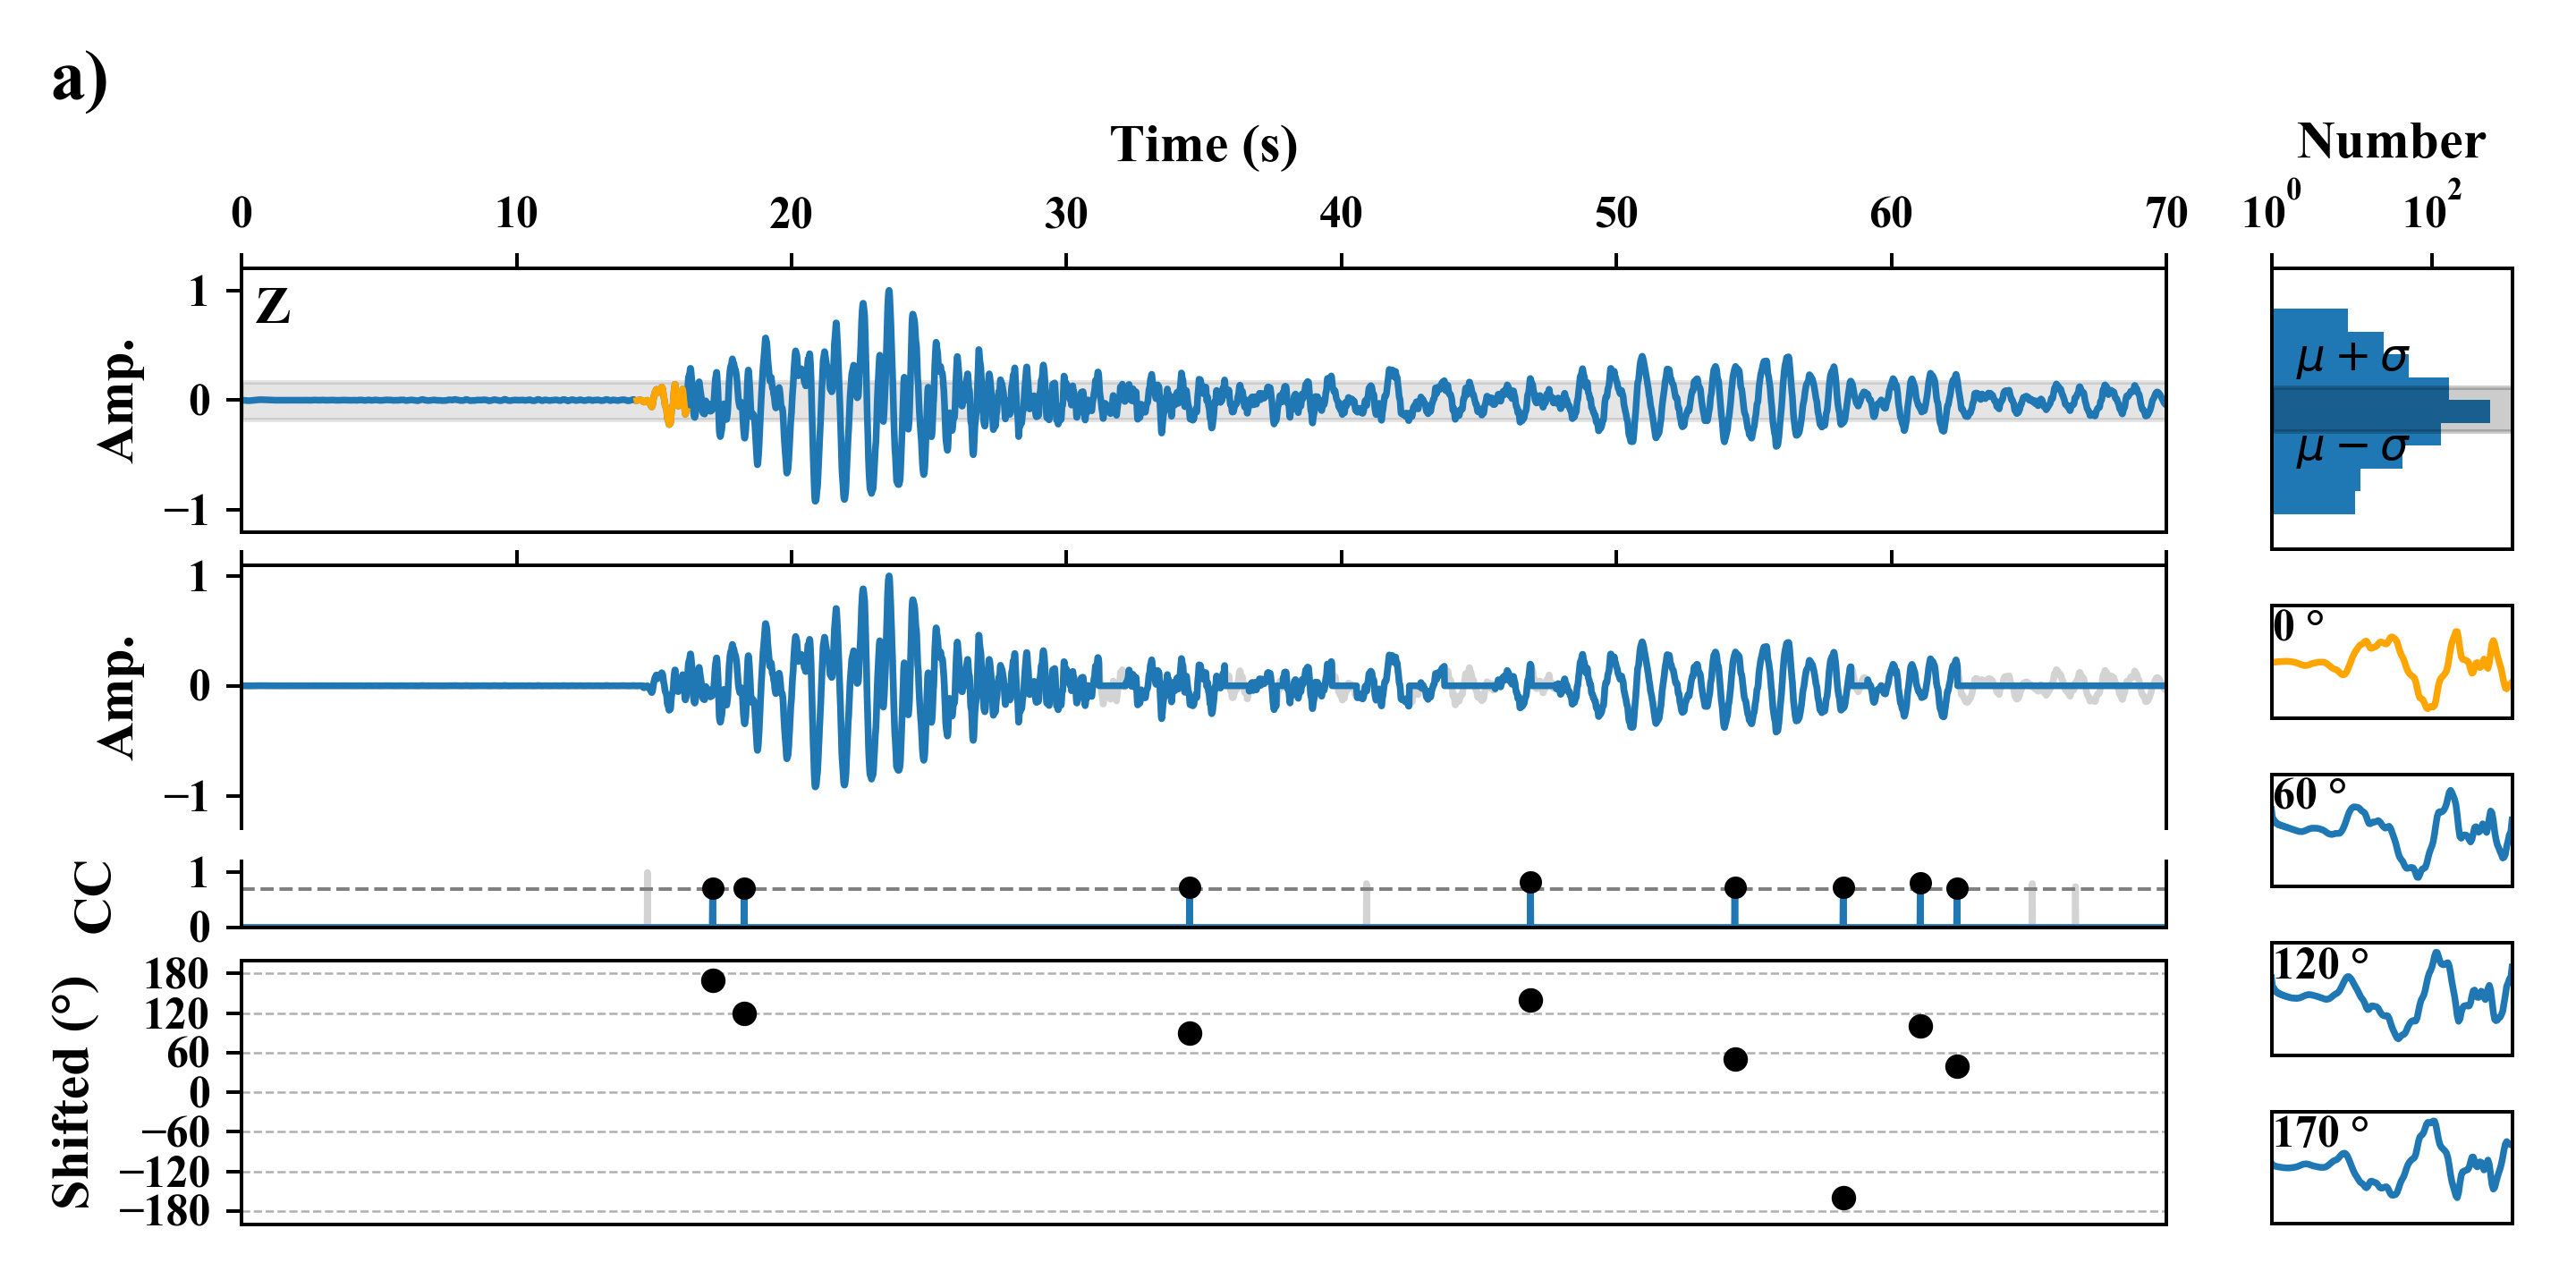 a)
Time (s)
Number
0 10 20 30 40 50 60 70
10^0 10^2
Z
Amp.
1
0
−1
μ + σ
μ − σ
Amp.
1
0
−1
0 °
60 °
CC
1
0
120 °
Shifted (°)
180
120
60
0
−60
−120
−180
170 °